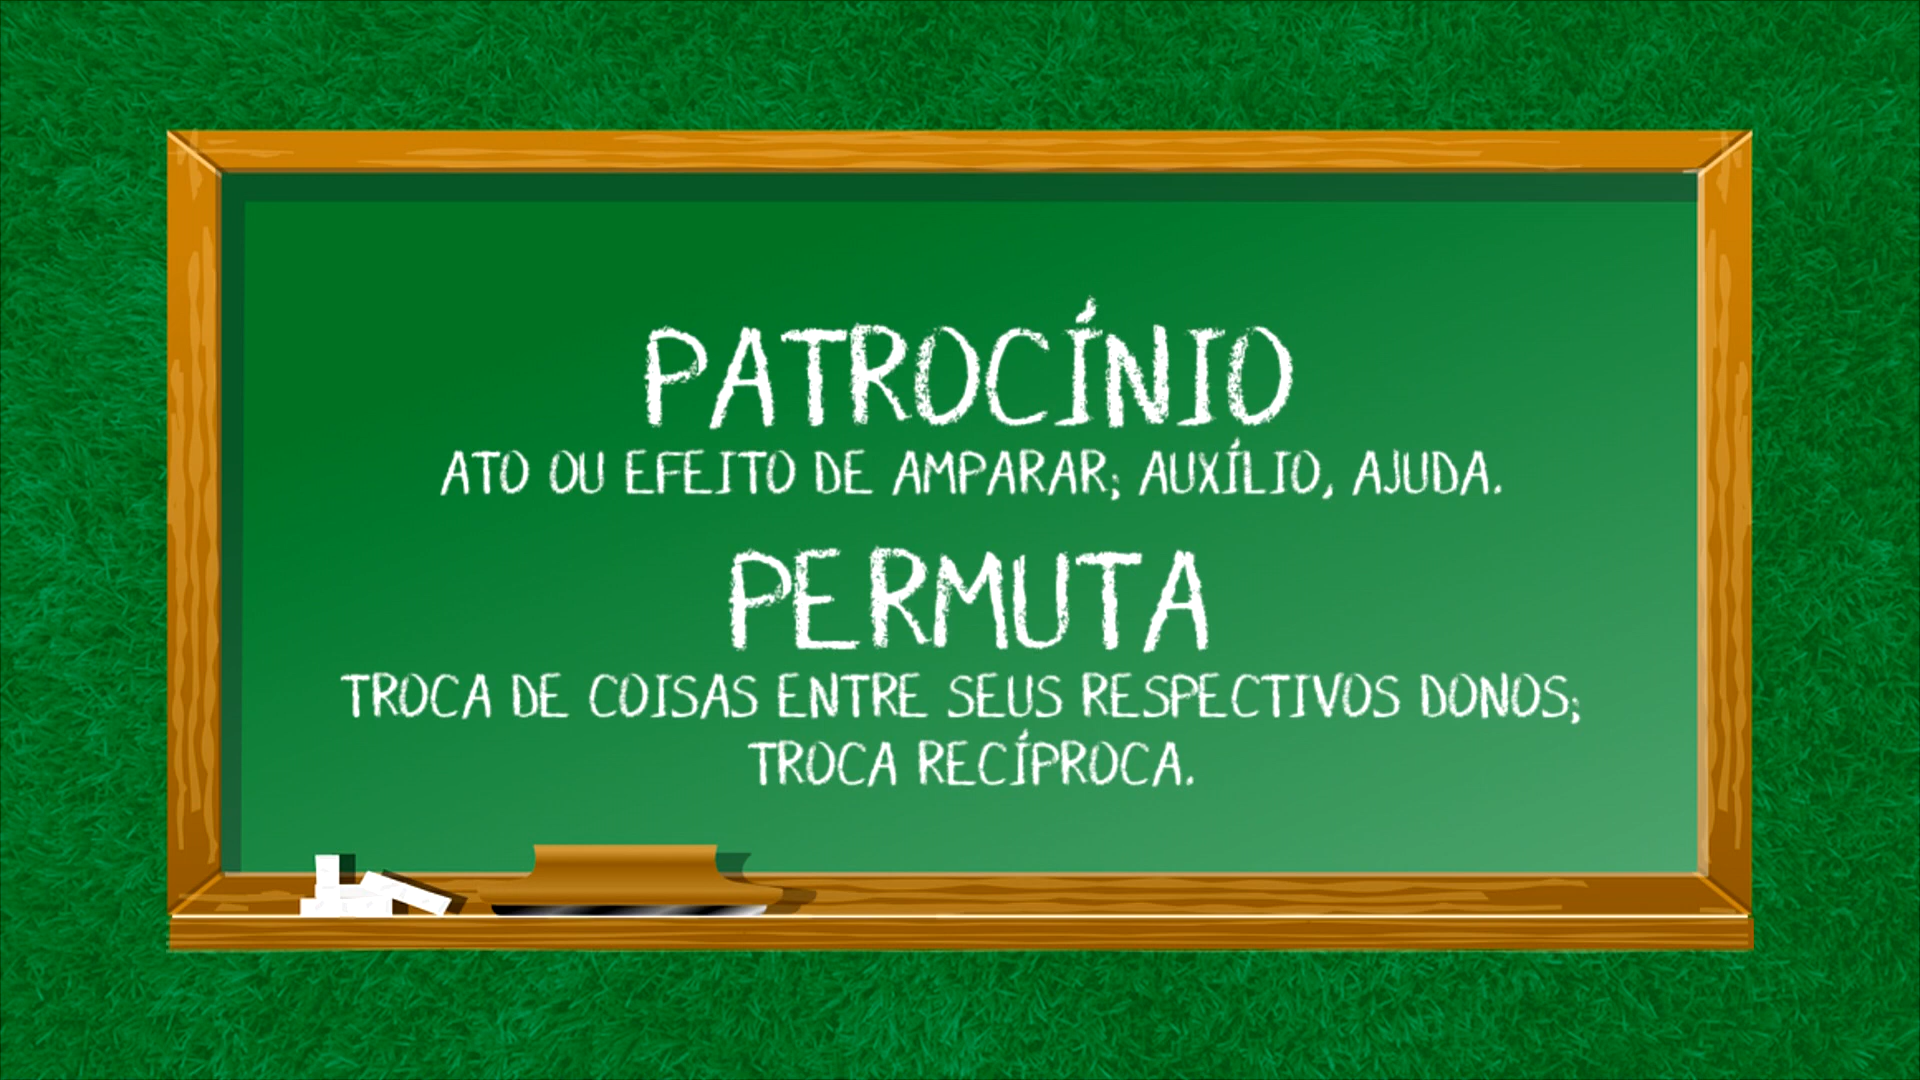 PATROCÍNIO
ATO OU EFEITO DE AMPARAR; AUXÍLIO, AJUDA.
PERMUTA
TROCA DE COISAS ENTRE SEUS RESPECTIVOS DONOS;
TROCA RECÍPROCA.